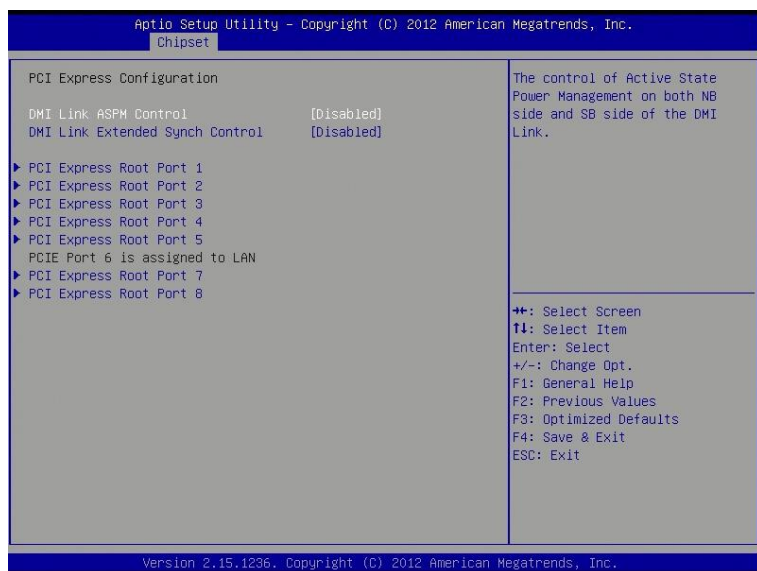 Aptio Setup Utility – Copyright (C) 2012 American Megatrends, Inc.
Chipset
PCI Express Configuration
DMI Link ASPM Control [Disabled]
DMI Link Extended Synch Control [Disabled]
PCI Express Root Port 1
PCI Express Root Port 2
PCI Express Root Port 3
PCI Express Root Port 4
PCI Express Root Port 5
PCIE Port 6 is assigned to LAN
PCI Express Root Port 7
PCI Express Root Port 8
The control of Active State
Power Management on both NB
side and SB side of the DMI
Link.
→←: Select Screen
↑↓: Select Item
Enter: Select
+/-: Change Opt.
F1: General Help
F2: Previous Values
F3: Optimized Defaults
F4: Save & Exit
ESC: Exit
Version 2.15.1236. Copyright (C) 2012 American Megatrends, Inc.